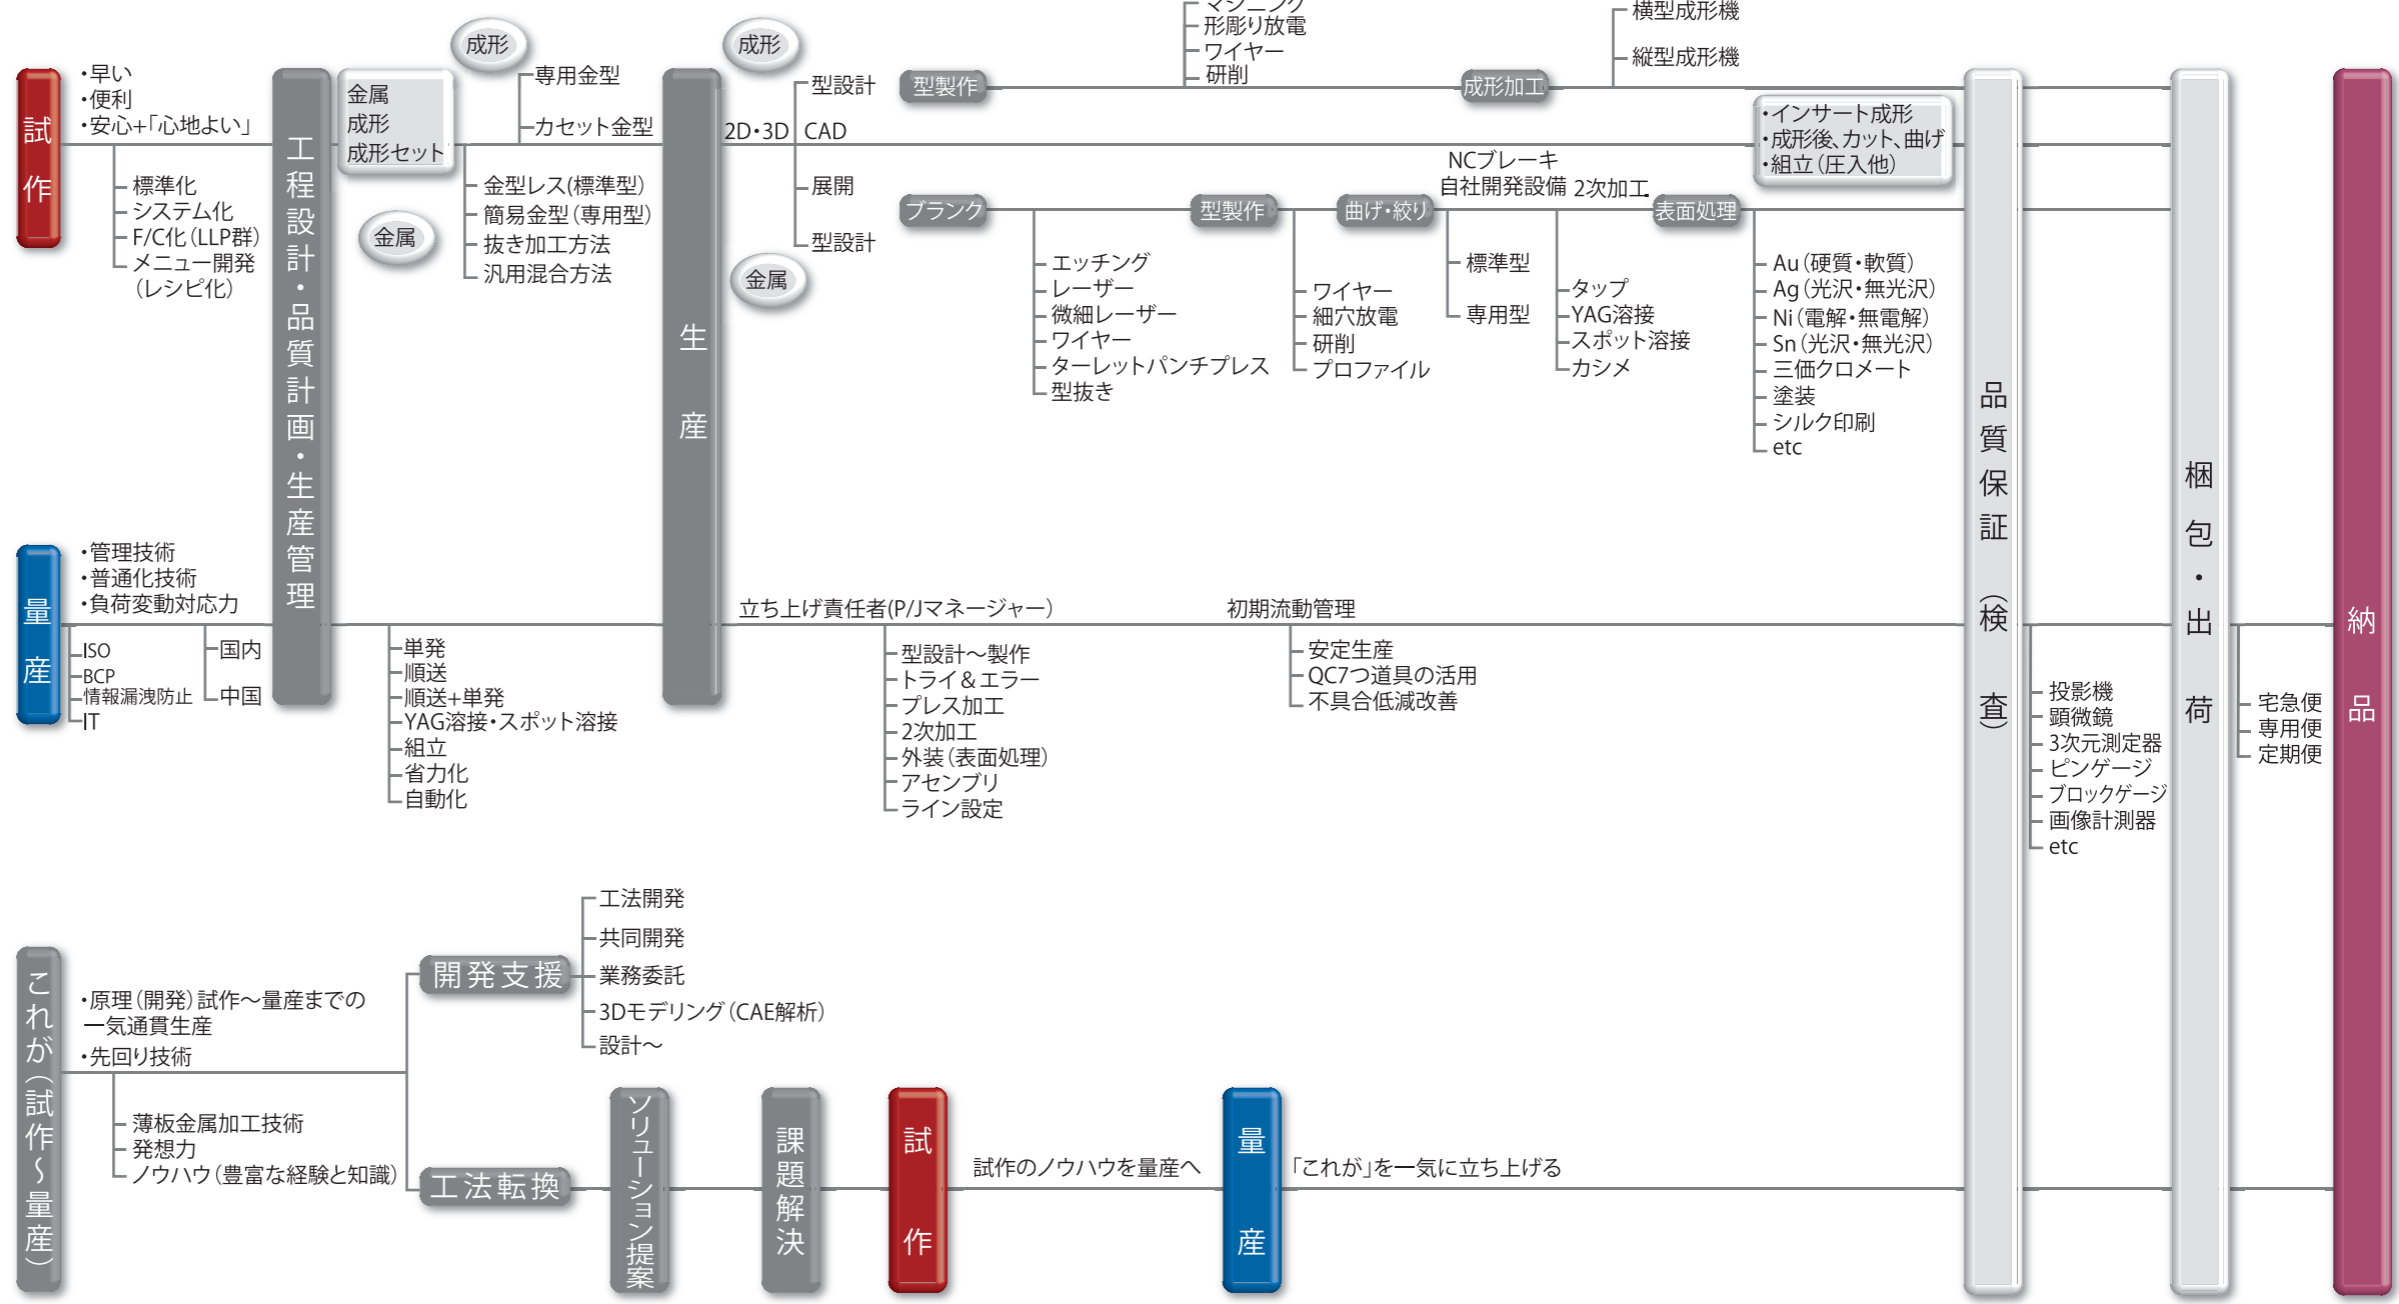 マシニング
形彫り放電
ワイヤー
研削
横型成形機
縦型成形機
成形
成形
試作
・早い
・便利
・安心+「心地よい」
標準化
システム化
F/C化(LLP群)
メニュー開発
(レシピ化)
工程設計・品質計画・生産管理
金属
成形
成形セット
金属
専用金型
カセット金型
金型レス(標準型)
簡易金型(専用型)
抜き加工方法
汎用混合方法
生産
2D・3D CAD
型設計
展開
型設計
金属
型製作
成形加工
・インサート成形
・成形後、カット、曲げ
・組立(圧入他)
ブランク
エッチング
レーザー
微細レーザー
ワイヤー
ターレットパンチプレス
型抜き
型製作
ワイヤー
細穴放電
研削
プロファイル
曲げ・絞り
NCブレーキ
自社開発設備
標準型
専用型
2次加工
タップ
YAG溶接
スポット溶接
カシメ
表面処理
Au(硬質・軟質)
Ag(光沢・無光沢)
Ni(電解・無電解)
Sn(光沢・無光沢)
三価クロメート
塗装
シルク印刷
etc
品質保証(検査)
梱包・出荷
納品
量産
・管理技術
・普通化技術
・負荷変動対応力
ISO
BCP
情報漏洩防止
IT
国内
中国
単発
順送
順送+単発
YAG溶接・スポット溶接
組立
省力化
自動化
立ち上げ責任者(P/Jマネージャー)
型設計～製作
トライ&エラー
プレス加工
2次加工
外装(表面処理)
アセンブリ
ライン設定
初期流動管理
安定生産
QC7つ道具の活用
不具合低減改善
投影機
顕微鏡
3次元測定器
ピンゲージ
ブロックゲージ
画像計測器
etc
宅急便
専用便
定期便
これが(試作～量産)
・原理(開発)試作～量産までの
一気通貫生産
・先回り技術
薄板金属加工技術
発想力
ノウハウ(豊富な経験と知識)
開発支援
工法開発
共同開発
業務委託
3Dモデリング(CAE解析)
設計～
工法転換
ソリューション提案
課題解決
試作
試作のノウハウを量産へ
量産
「これが」を一気に立ち上げる